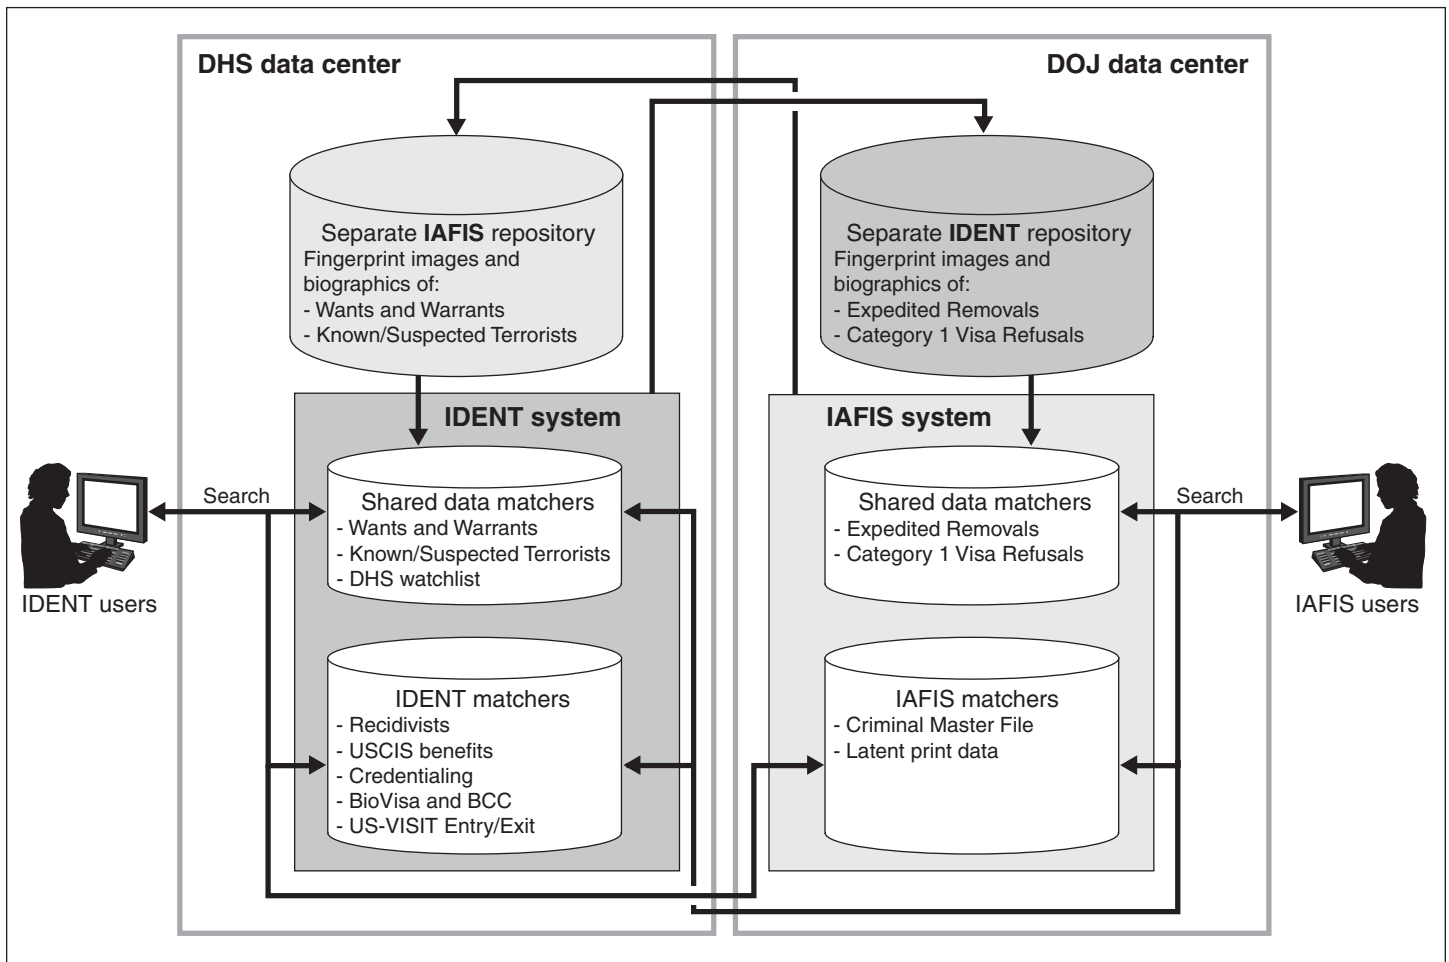 DHS data center
DOJ data center
Separate IAFIS repository
Fingerprint images and
biographics of:
- Wants and Warrants
- Known/Suspected Terrorists
Separate IDENT repository
Fingerprint images and
biographics of:
- Expedited Removals
- Category 1 Visa Refusals
IDENT system
IAFIS system
Search
IDENT users
Shared data matchers
- Wants and Warrants
- Known/Suspected Terrorists
- DHS watchlist
Shared data matchers
- Expedited Removals
- Category 1 Visa Refusals
Search
IAFIS users
IDENT matchers
- Recidivists
- USCIS benefits
- Credentialing
- BioVisa and BCC
- US-VISIT Entry/Exit
IAFIS matchers
- Criminal Master File
- Latent print data